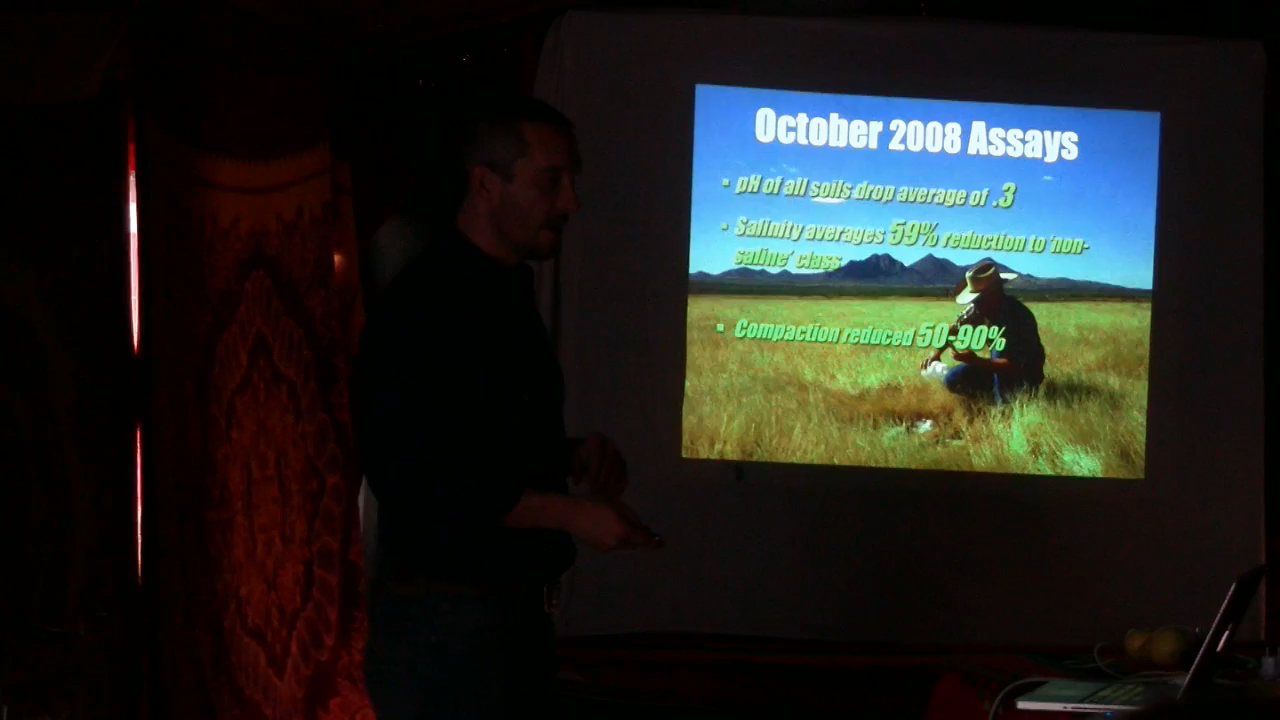 October 2008 Assays
▪ pH of all soils drop average of .3
▪ Salinity averages 59% reduction to 'non-
saline' class
▪ Compaction reduced 50-90%